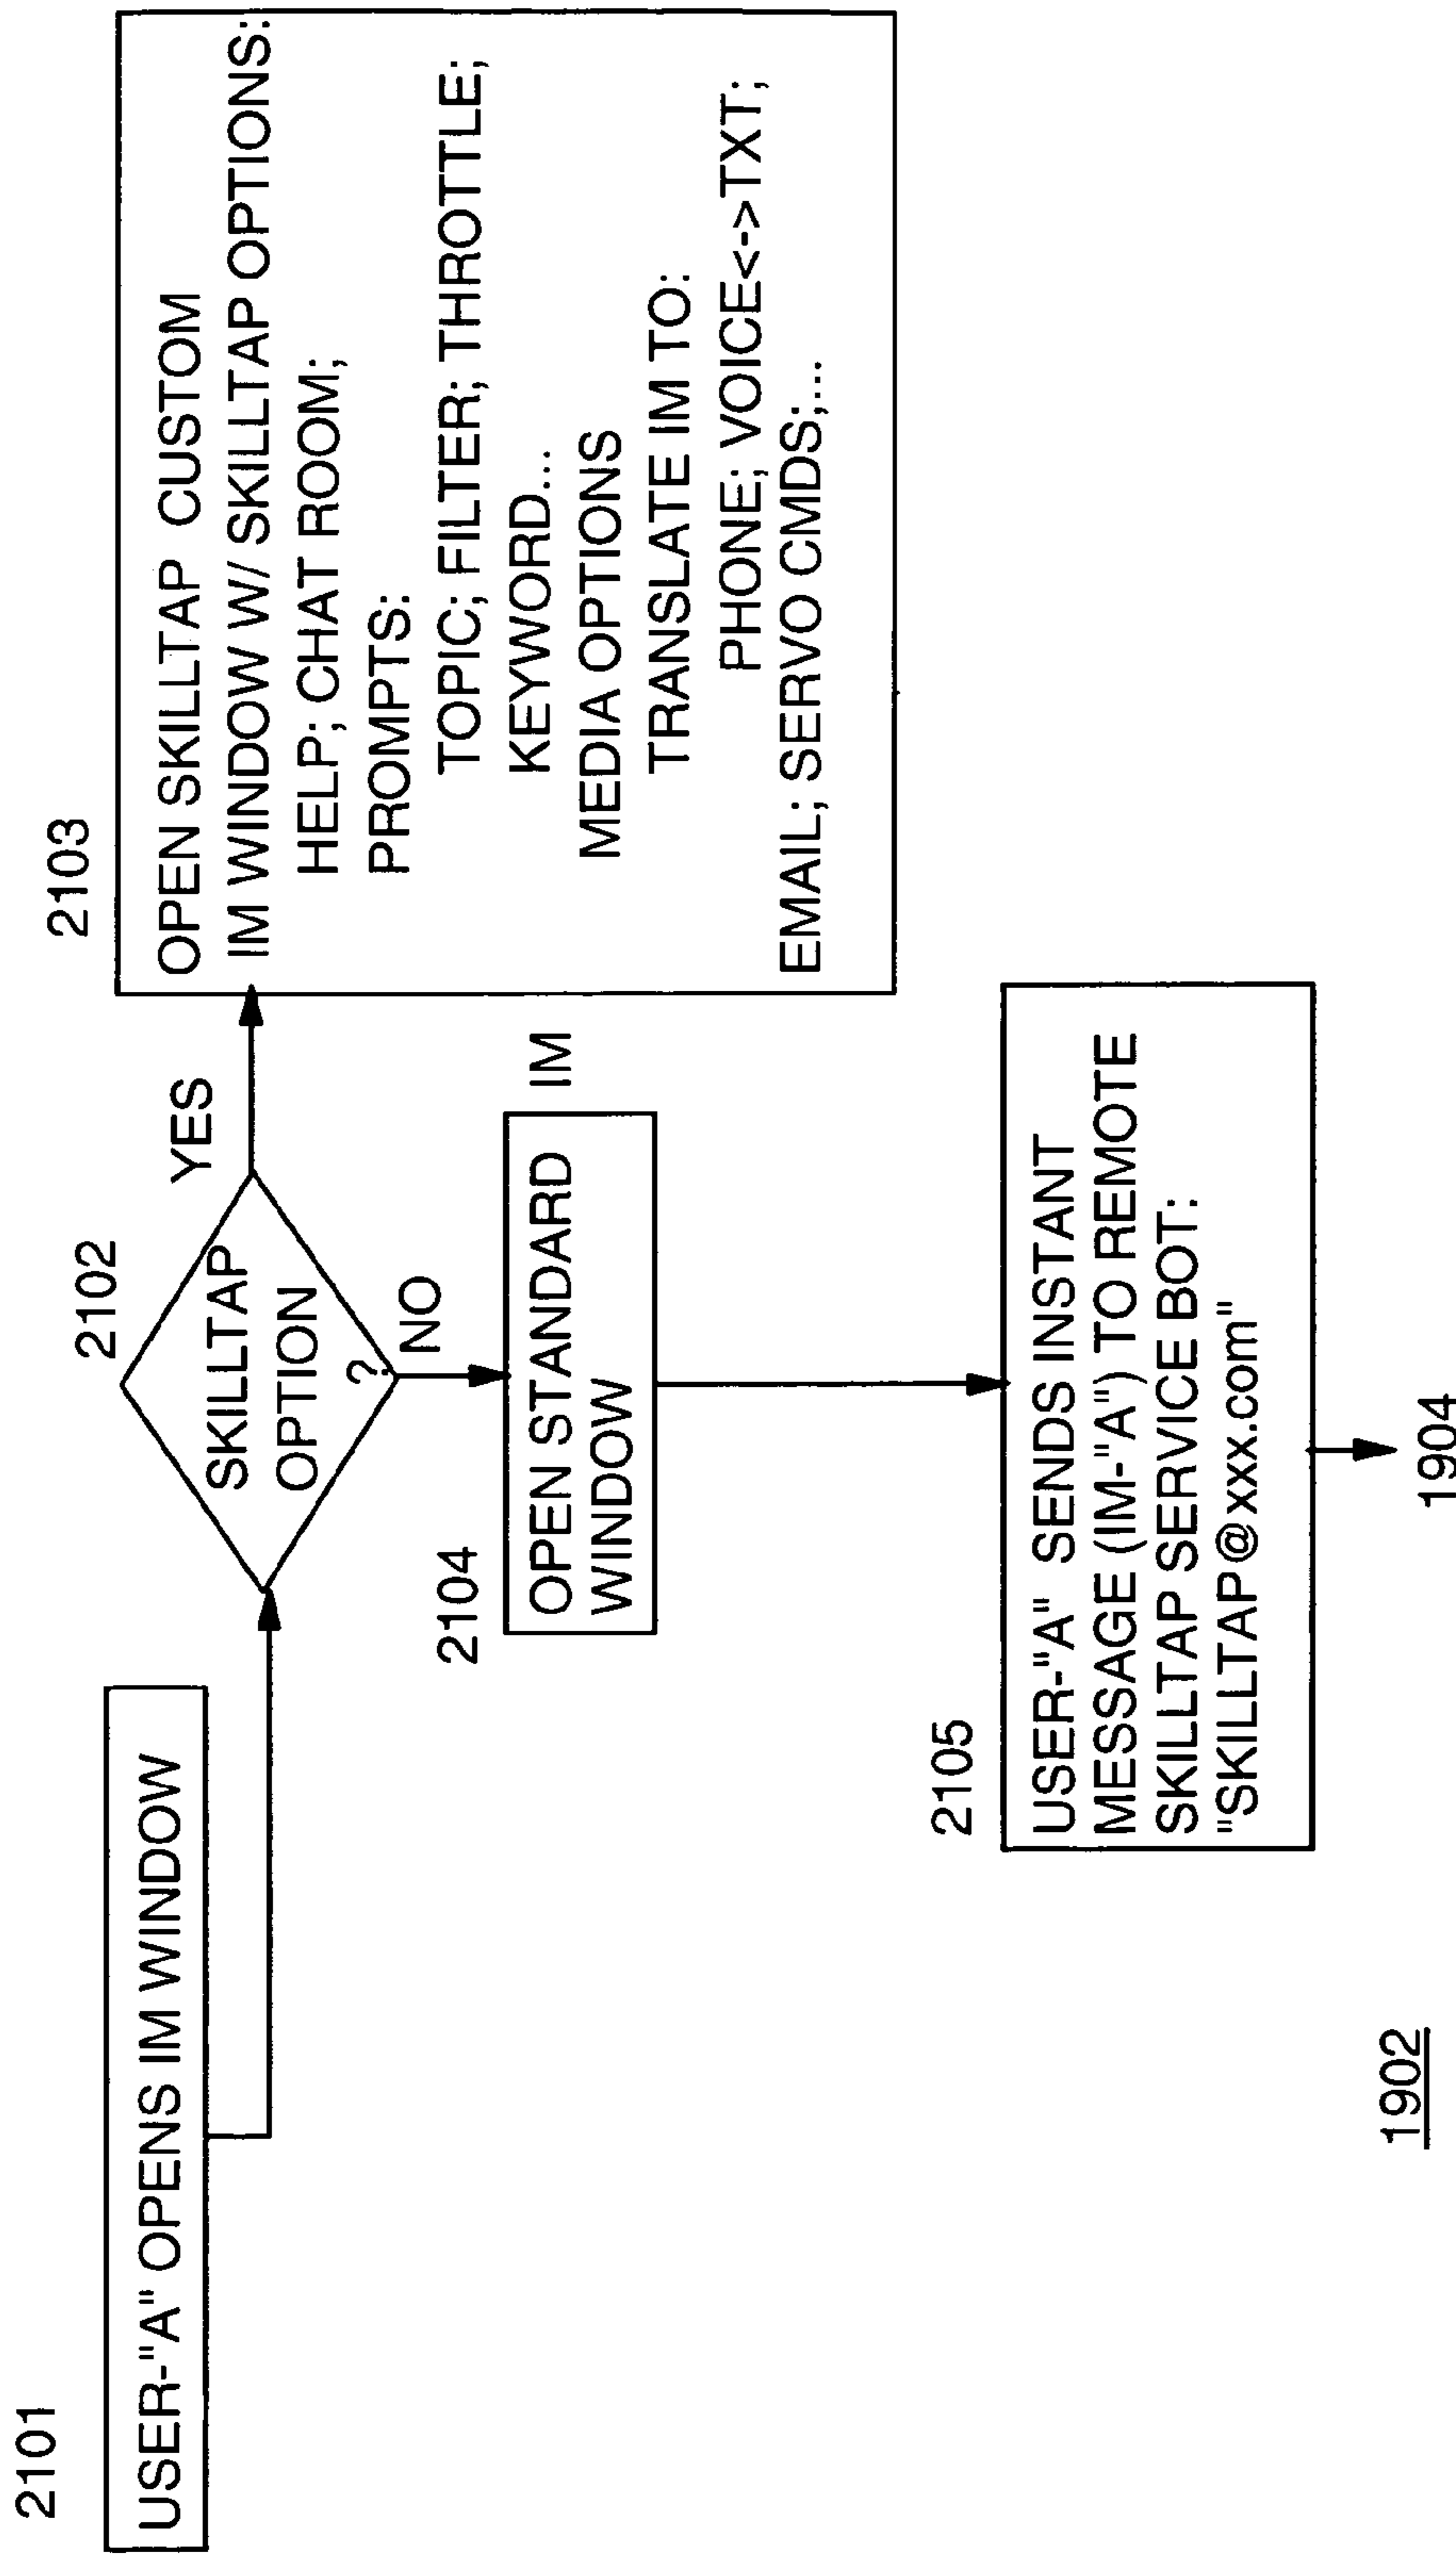 2101
USER-"A" OPENS IM WINDOW
2102
SKILLTAP
OPTION
?
YES
NO
2103
OPEN SKILLTAP CUSTOM
IM WINDOW W/ SKILLTAP OPTIONS:
HELP; CHAT ROOM;
PROMPTS:
TOPIC; FILTER; THROTTLE;
KEYWORD...
MEDIA OPTIONS
TRANSLATE IM TO:
PHONE; VOICE<->TXT;
EMAIL; SERVO CMDS;...
2104
OPEN STANDARD IM
WINDOW
2105
USER-"A" SENDS INSTANT
MESSAGE (IM-"A") TO REMOTE
SKILLTAP SERVICE BOT:
"SKILLTAP@xxx.com"
1904
1902